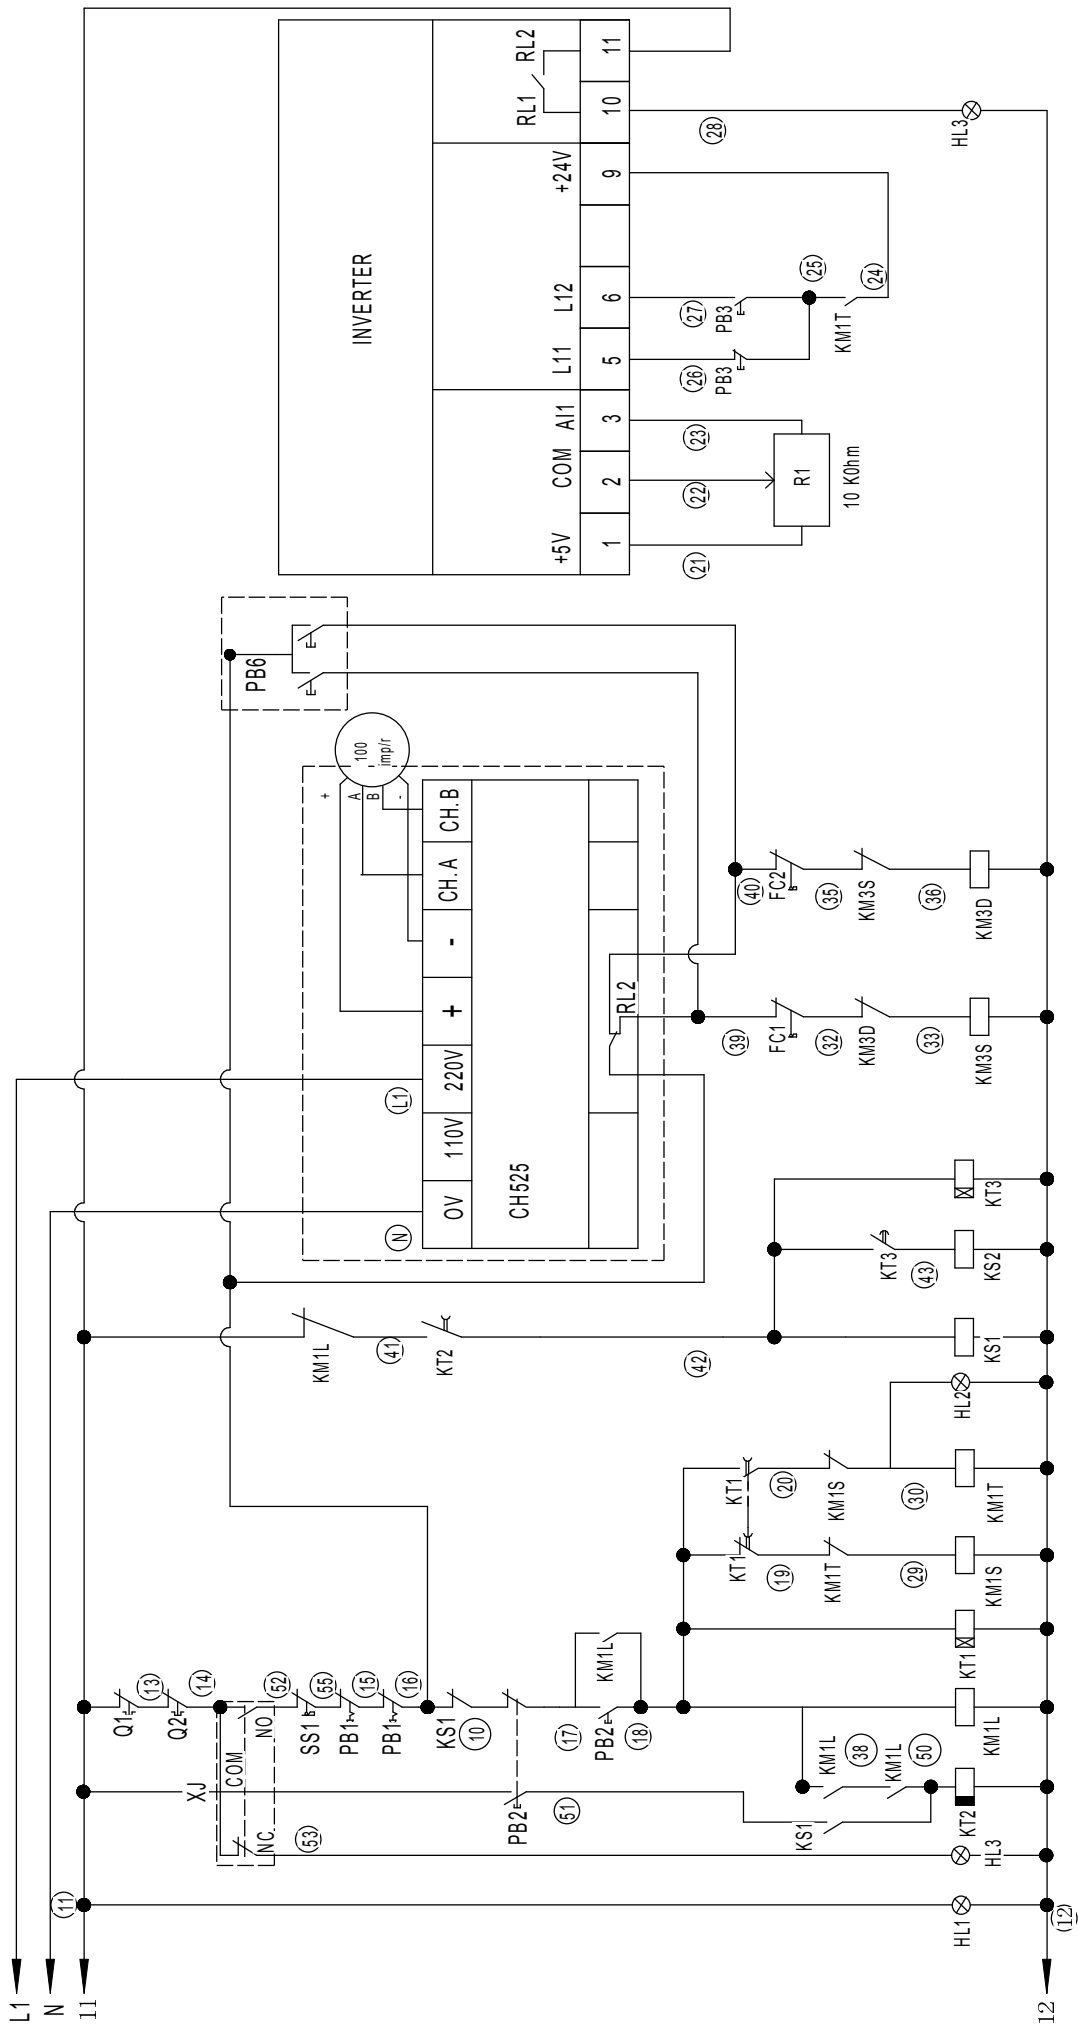 L1
N
11
12
(11)
(12)
HL1
HL3
NC
(53)
COM
NO
XJ
Q1
(13)
Q2
(14)
(52)
SS1
(55)
PB1
(15)
PB1
(16)
KS1
(10)
PB2
(51)
(17)
PB2
KM1L
(18)
KS1
KM1L
(38)
KM1L
(50)
KT2
KM1L
KT1
KT1
(19)
KM1T
(29)
KM1S
KT1
(20)
KM1S
(30)
KM1T
HL2
KM1L
(41)
KT2
(42)
KS1
KT3
(43)
KS2
KT3
(N)
(L1)
0V
110V
220V
+
-
CH.A
CH.B
CH525
RL2
+
A
B
-
100
imp/r
PB6
(39)
FC1
(32)
KM3D
(33)
KM3S
(40)
FC2
(35)
KM3S
(36)
KM3D
INVERTER
+5V
COM
AI1
L11
L12
+24V
RL1
RL2
1
2
3
5
6
9
10
11
(21)
(22)
(23)
(26)
(27)
(28)
R1
10 KOhm
PB3
PB3
(25)
KM1T
(24)
HL3